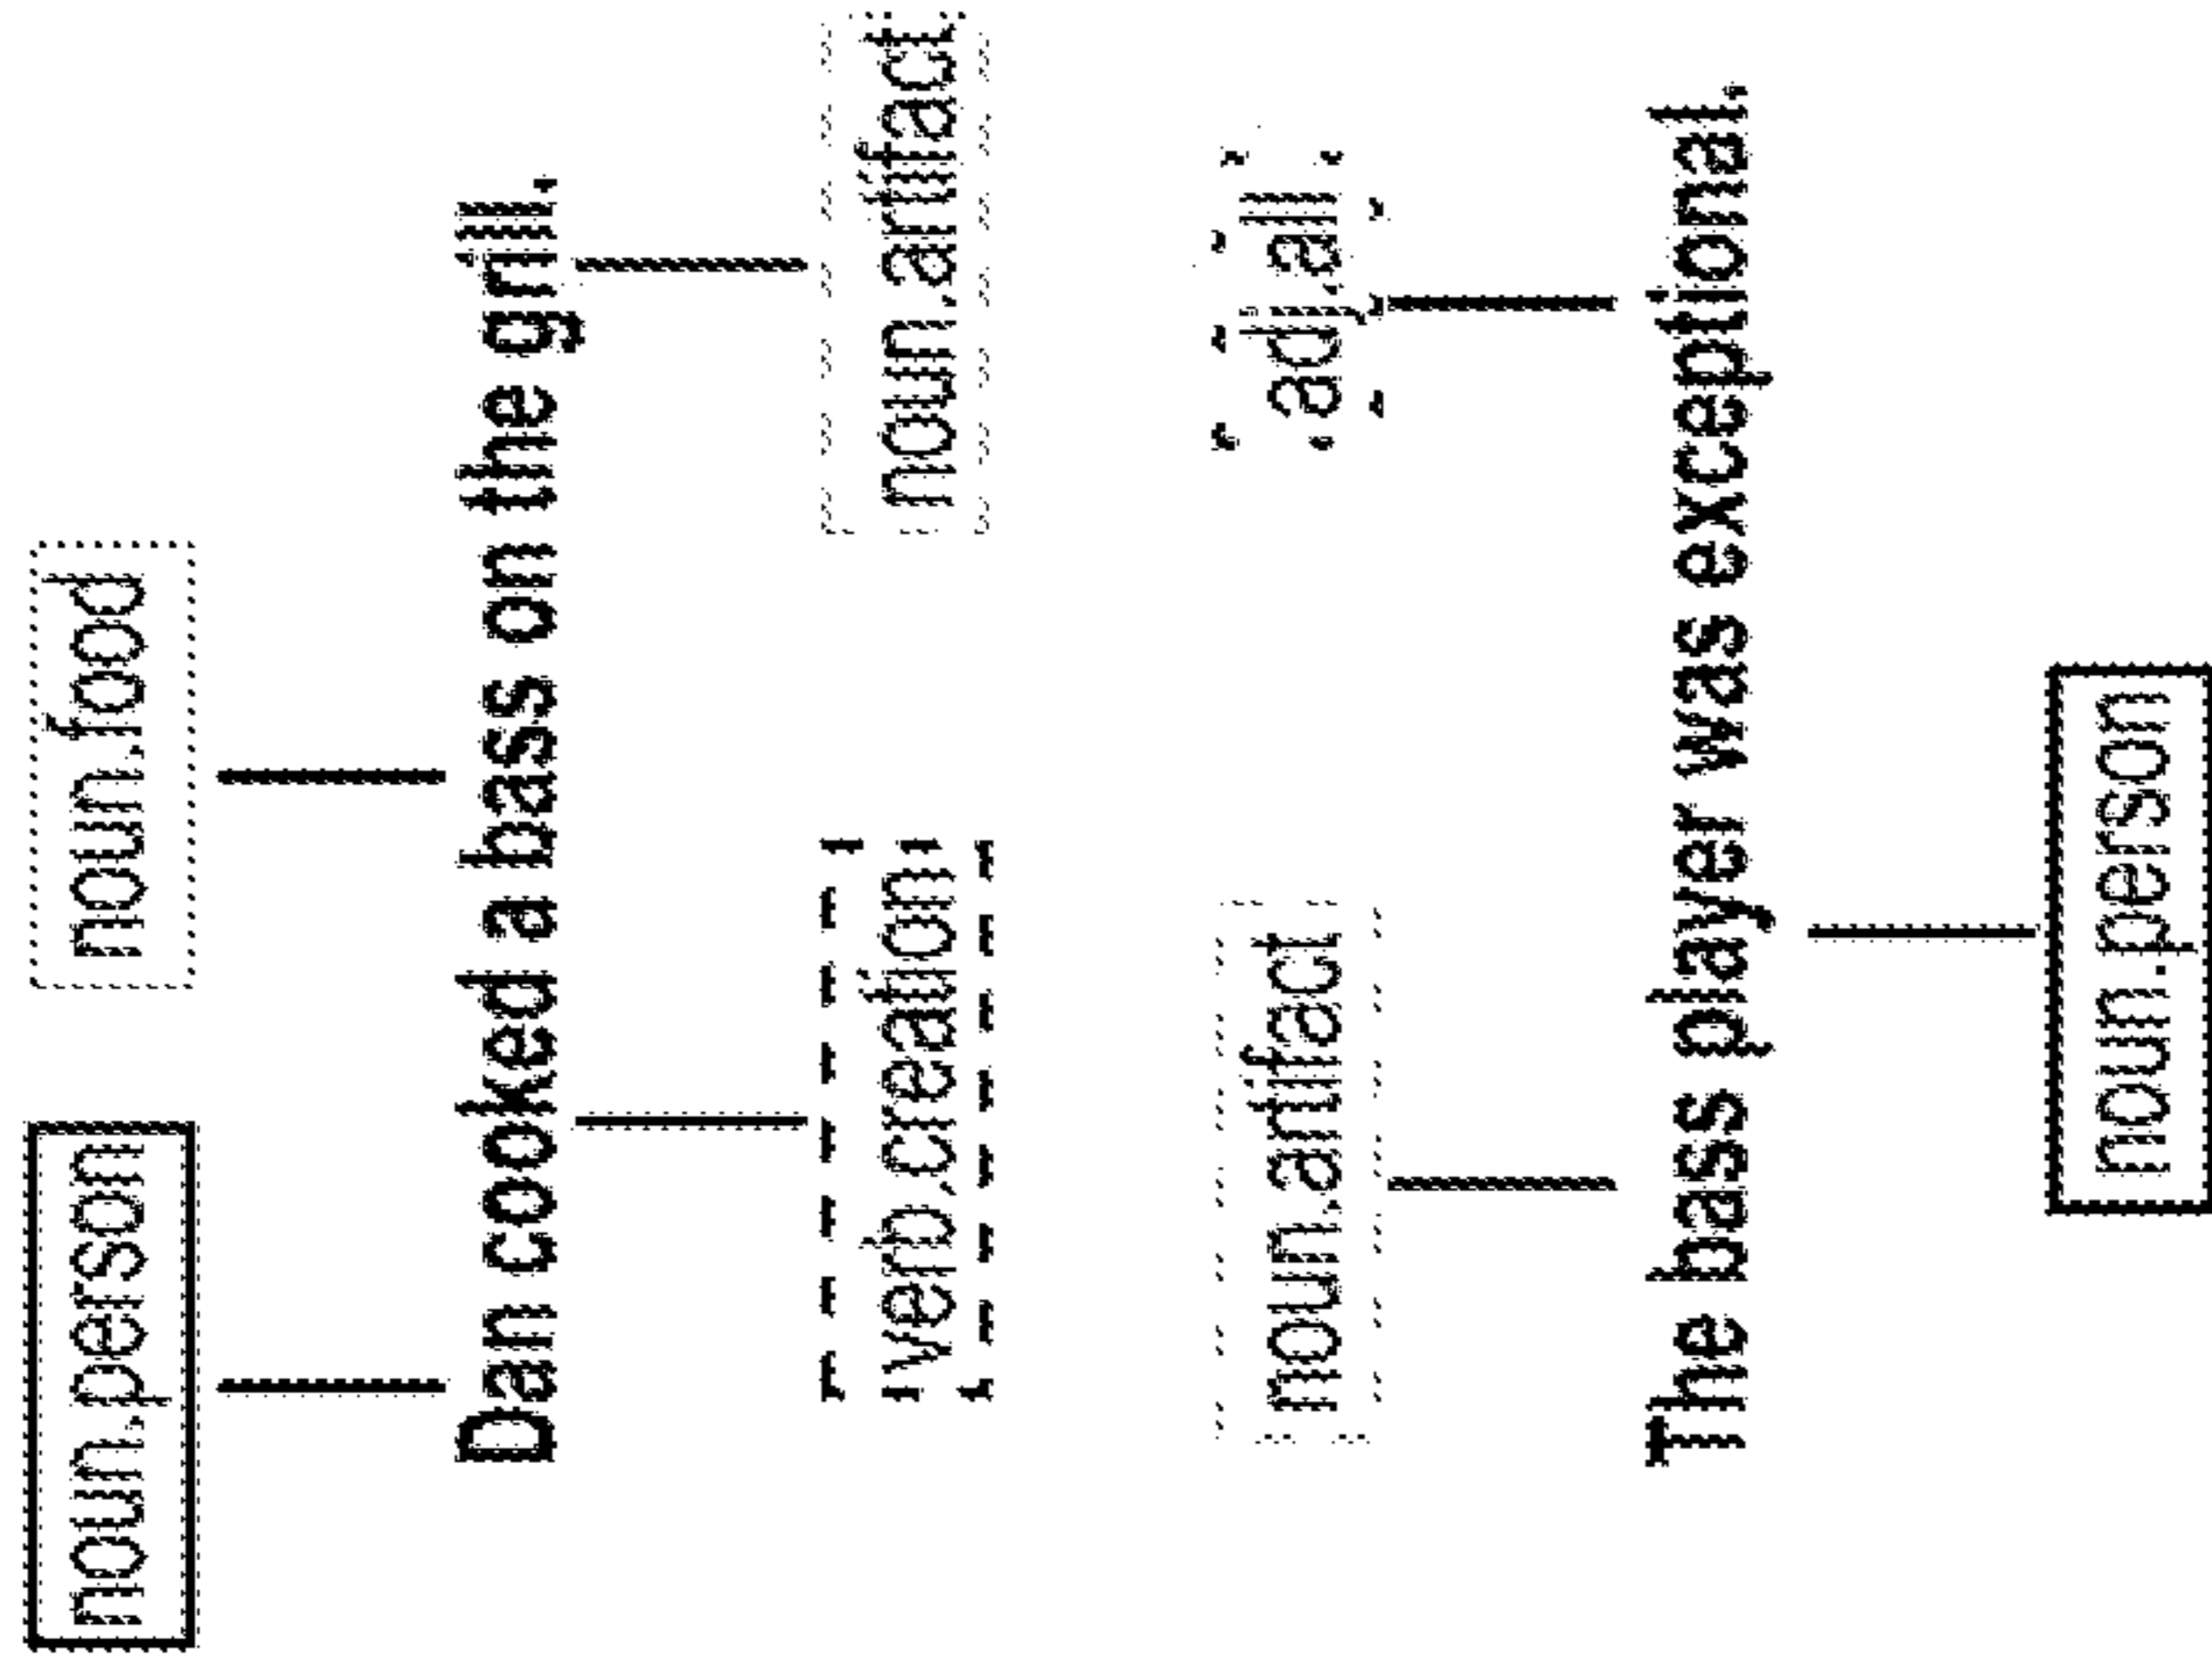 noun.person noun.food
Dan cooked a bass on the grill.
verb.creation noun.artifact
noun.artifact adj.all
The bass player was exceptional.
noun.person